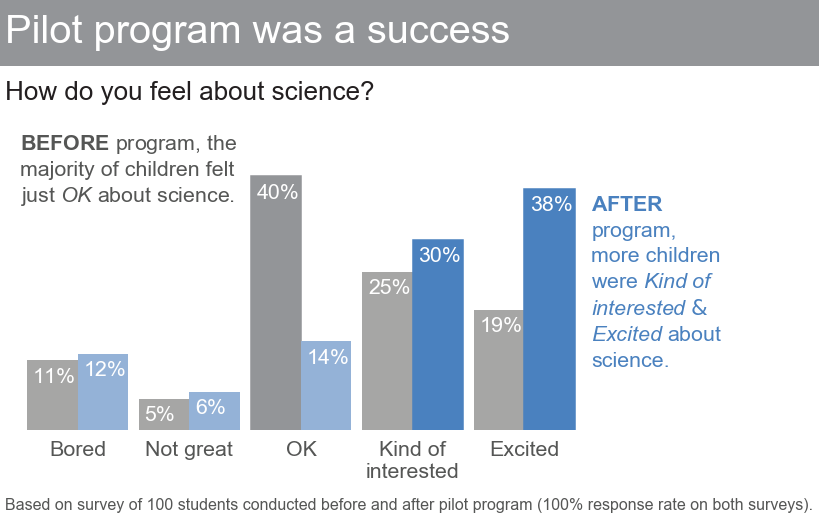 Pilot program was a success
How do you feel about science?
BEFORE program, the
majority of children felt
just OK about science.
40%
38%
AFTER
program,
more children
were Kind of
interested &
Excited about
science.
30%
25%
19%
14%
11%
12%
5%
6%
Bored
Not great
OK
Kind of
interested
Excited
Based on survey of 100 students conducted before and after pilot program (100% response rate on both surveys).